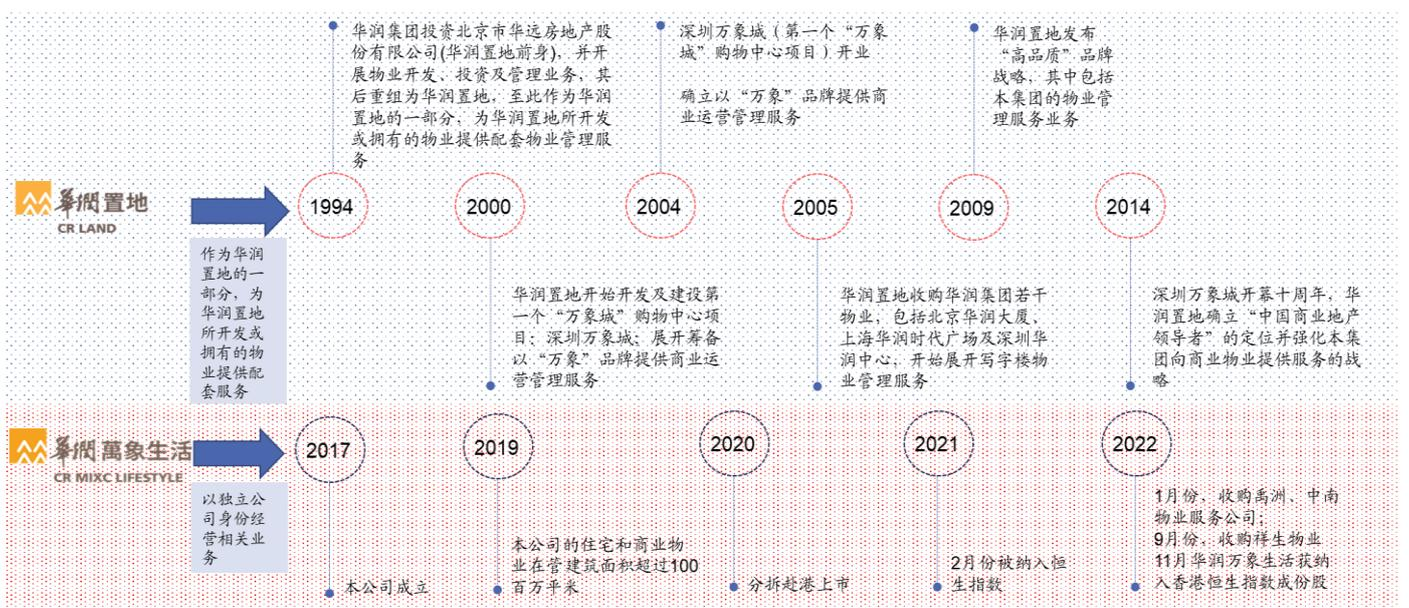 华润集团投资北京市华远房地产股
份有限公司(华润置地前身)，并开
展物业开发、投资及管理业务，其
后重组为华润置地，至此作为华润
置地的一部分，为华润置地所开发
或拥有的物业提供配套物业管理服
务
深圳万象城（第一个“万象
城”购物中心项目）开业
确立以“万象”品牌提供商
业运营管理服务
华润置地发布
“高品质”品牌
战略，其中包括
本集团的物业管
理服务业务
華潤置地
CR LAND
1994
2000
2004
2005
2009
2014
作为华润
置地的一
部分，为
华润置地
所开发或
拥有的物
业提供配
套服务
华润置地开始开发及建设第
一个“万象城”购物中心项
目：深圳万象城；展开筹备
以“万象”品牌提供商业运
营管理服务
华润置地收购华润集团若干
物业，包括北京华润大厦、
上海华润时代广场及深圳华
润中心，开始展开写字楼物
业管理服务
深圳万象城开幕十周年，华
润置地确立“中国商业地产
领导者”的定位并强化本集
团向商业物业提供服务的战
略
華潤萬象生活
CR MIXC LIFESTYLE
2017
2019
2020
2021
2022
以独立公
司身份经
营相关业
务
本公司成立
本公司的住宅和商业物
业在管建筑面积超过100
百万平米
分拆赴港上市
2月份被纳入恒
生指数
1月份，收购禹洲、中南
物业服务公司；
9月份，收购祥生物业
11月华润万象生活获纳
入香港恒生指数成份股